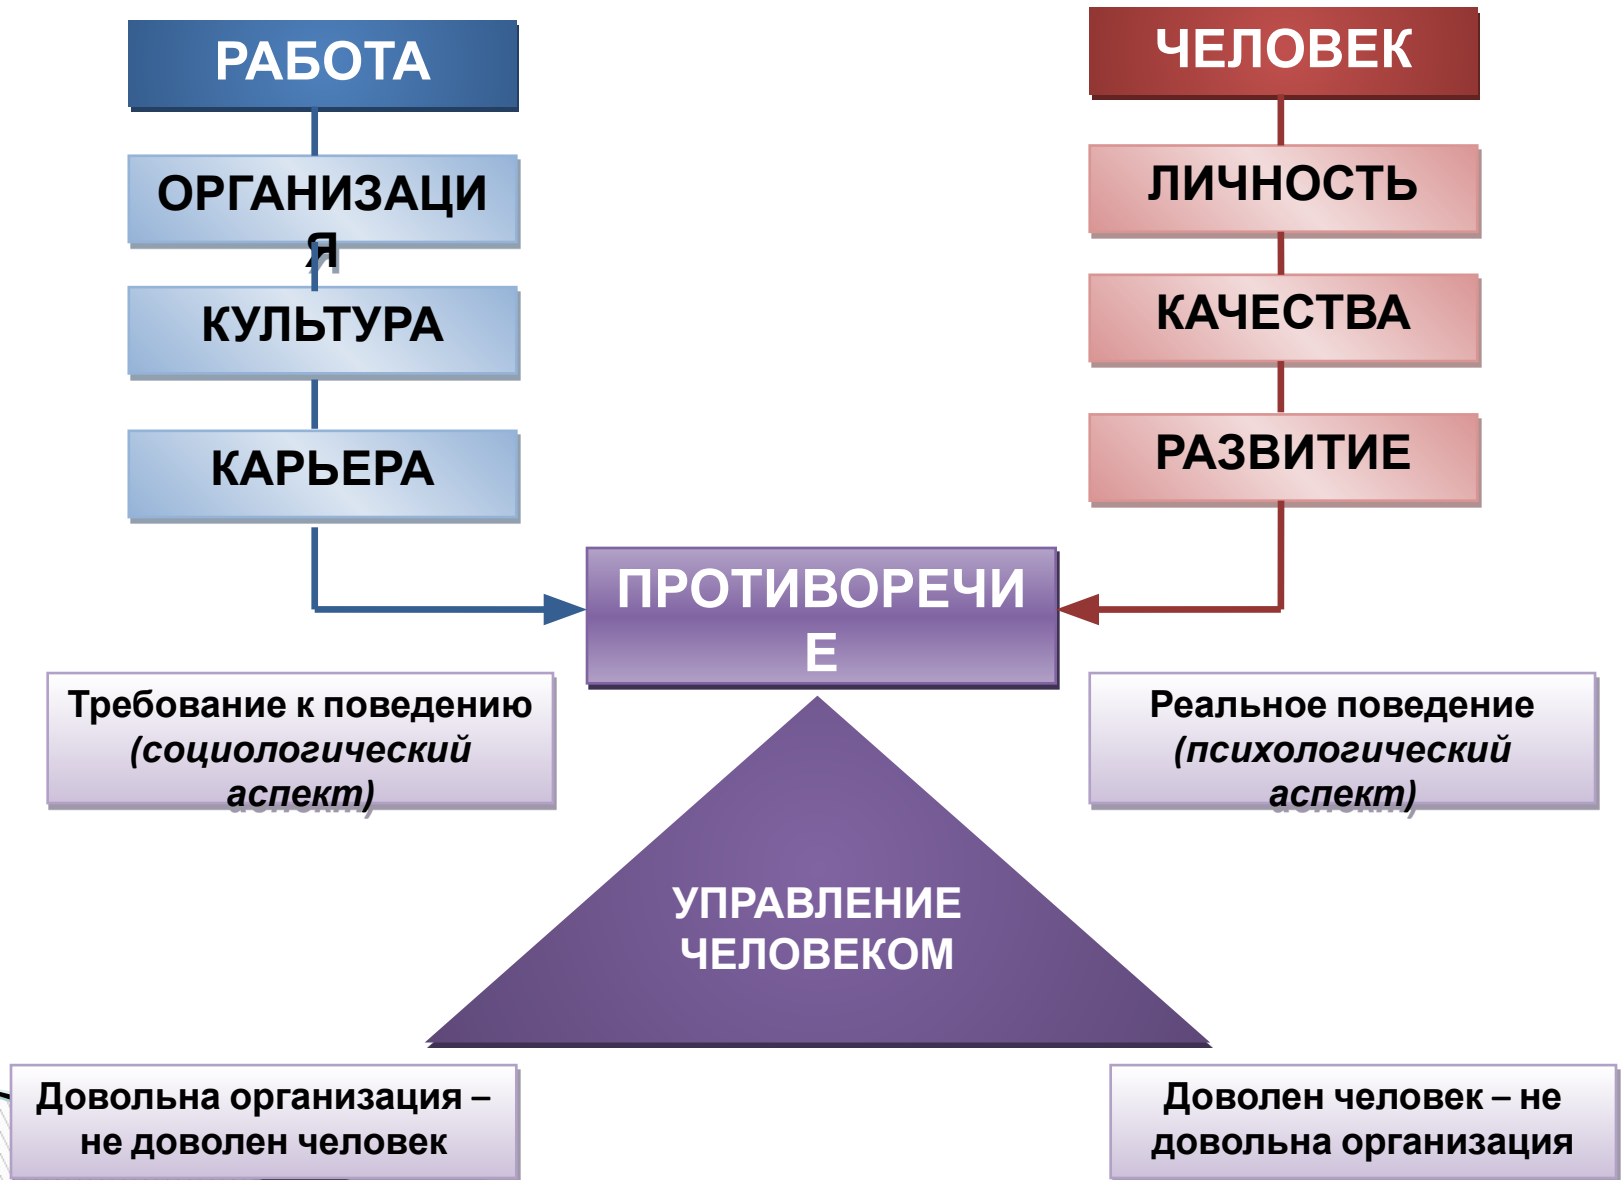 РАБОТА
ОРГАНИЗАЦИ
Я
КУЛЬТУРА
КАРЬЕРА
ЧЕЛОВЕК
ЛИЧНОСТЬ
КАЧЕСТВА
РАЗВИТИЕ
ПРОТИВОРЕЧИ
Е
Требование к поведению
(социологический
аспект)
Реальное поведение
(психологический
аспект)
УПРАВЛЕНИЕ
ЧЕЛОВЕКОМ
Довольна организация –
не доволен человек
Доволен человек – не
довольна организация